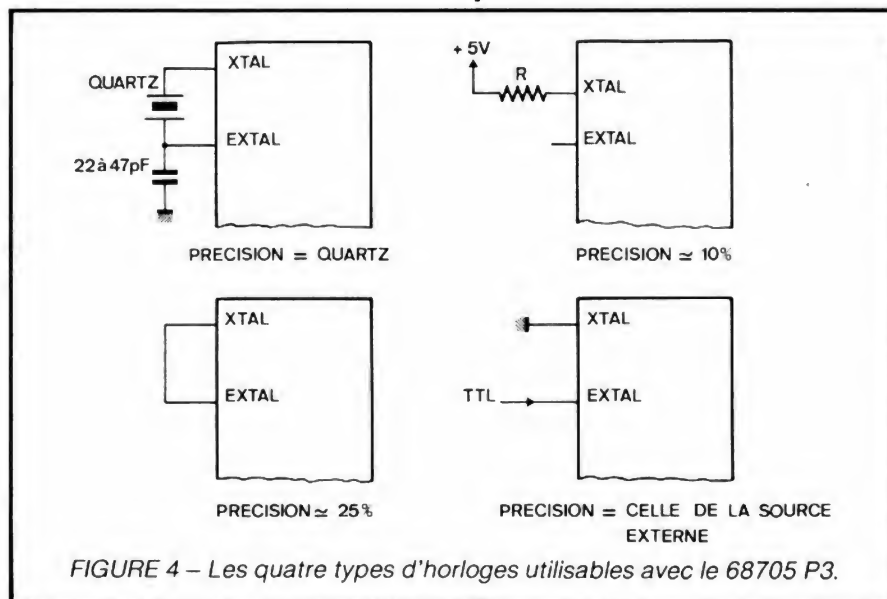 XTAL
QUARTZ
EXTAL
22 à 47pF
PRECISION = QUARTZ
+ 5V
R
XTAL
EXTAL
PRECISION ≃ 10%
XTAL
EXTAL
PRECISION ≃ 25%
XTAL
TTL
EXTAL
PRECISION = CELLE DE LA SOURCE
EXTERNE
FIGURE 4 – Les quatre types d'horloges utilisables avec le 68705 P3.